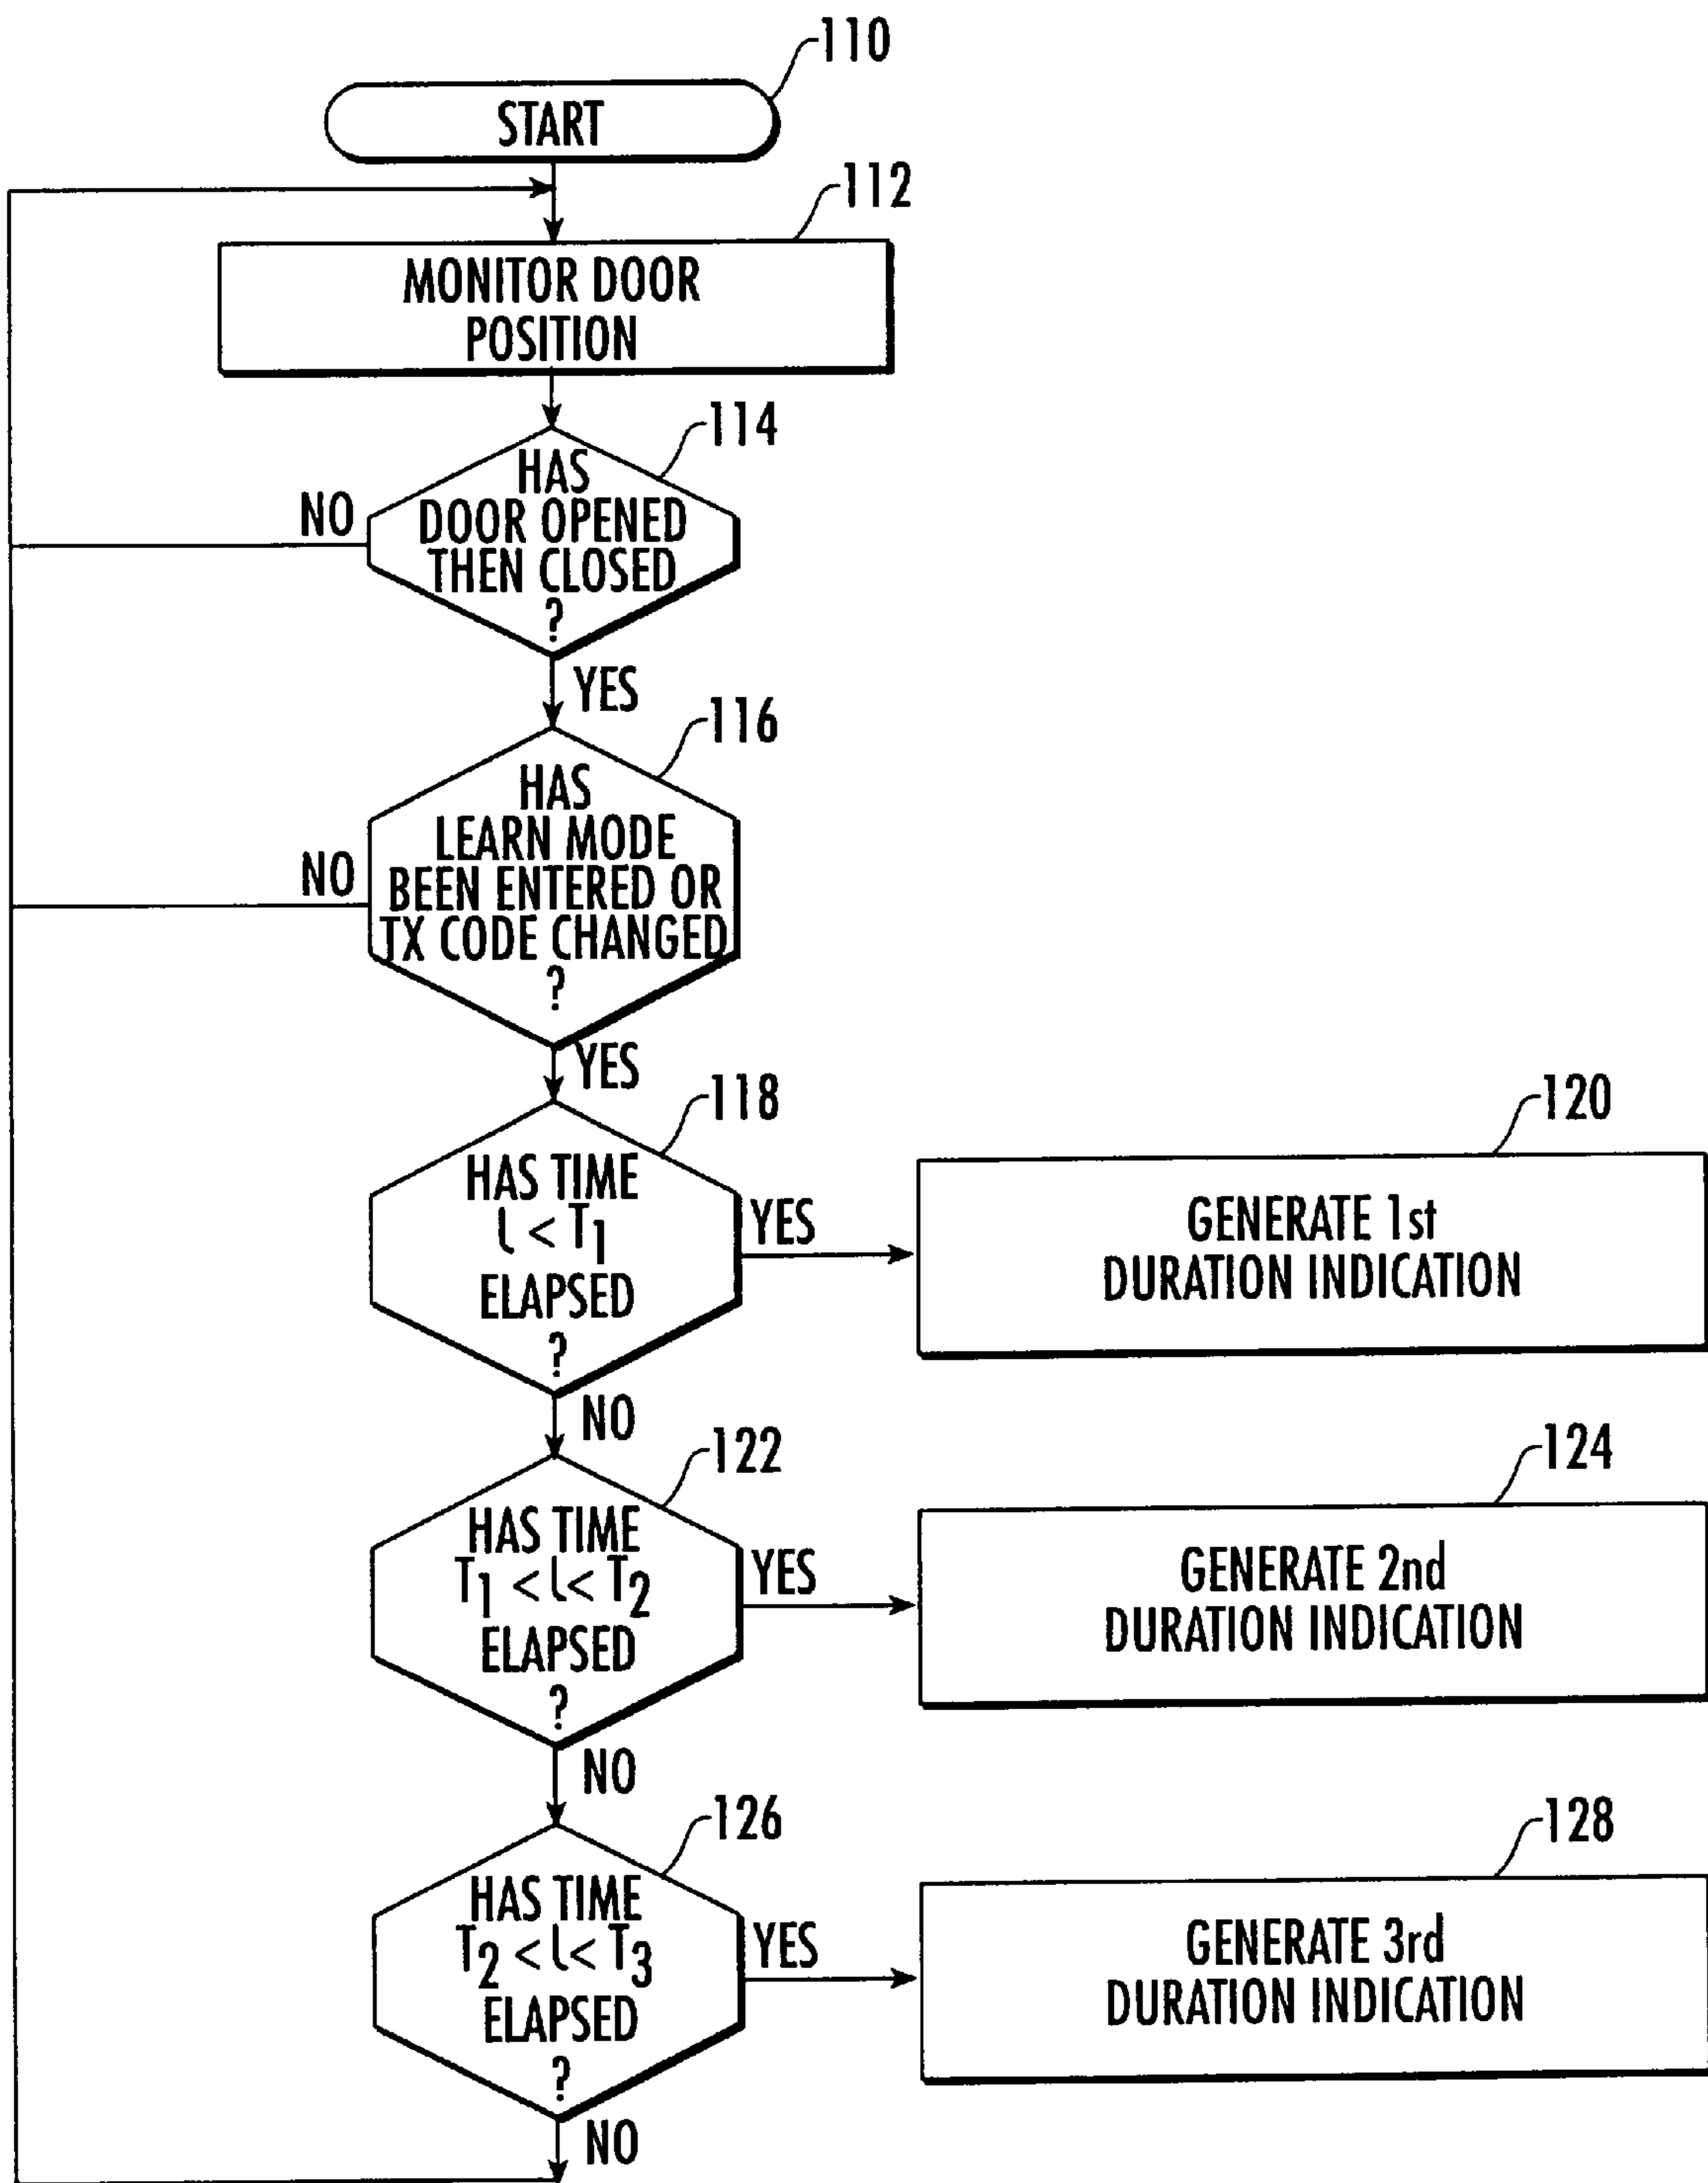 110
START
112
MONITOR DOOR
POSITION
114
HAS
DOOR OPENED
THEN CLOSED
?
NO
YES
116
HAS
LEARN MODE
BEEN ENTERED OR
TX CODE CHANGED
?
NO
YES
118
HAS TIME
t < T1
ELAPSED
?
YES
120
GENERATE 1st
DURATION INDICATION
NO
122
HAS TIME
T1 < t < T2
ELAPSED
?
YES
124
GENERATE 2nd
DURATION INDICATION
NO
126
HAS TIME
T2 < t < T3
ELAPSED
?
YES
128
GENERATE 3rd
DURATION INDICATION
NO